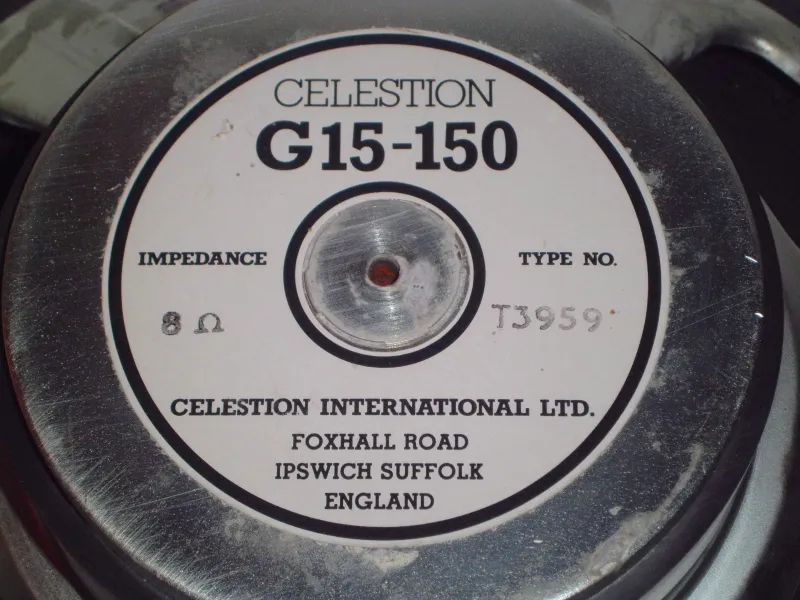 CELESTION
G15-150
IMPEDANCE TYPE NO.
8 Ω T3959
CELESTION INTERNATIONAL LTD.
FOXHALL ROAD
IPSWICH SUFFOLK
ENGLAND